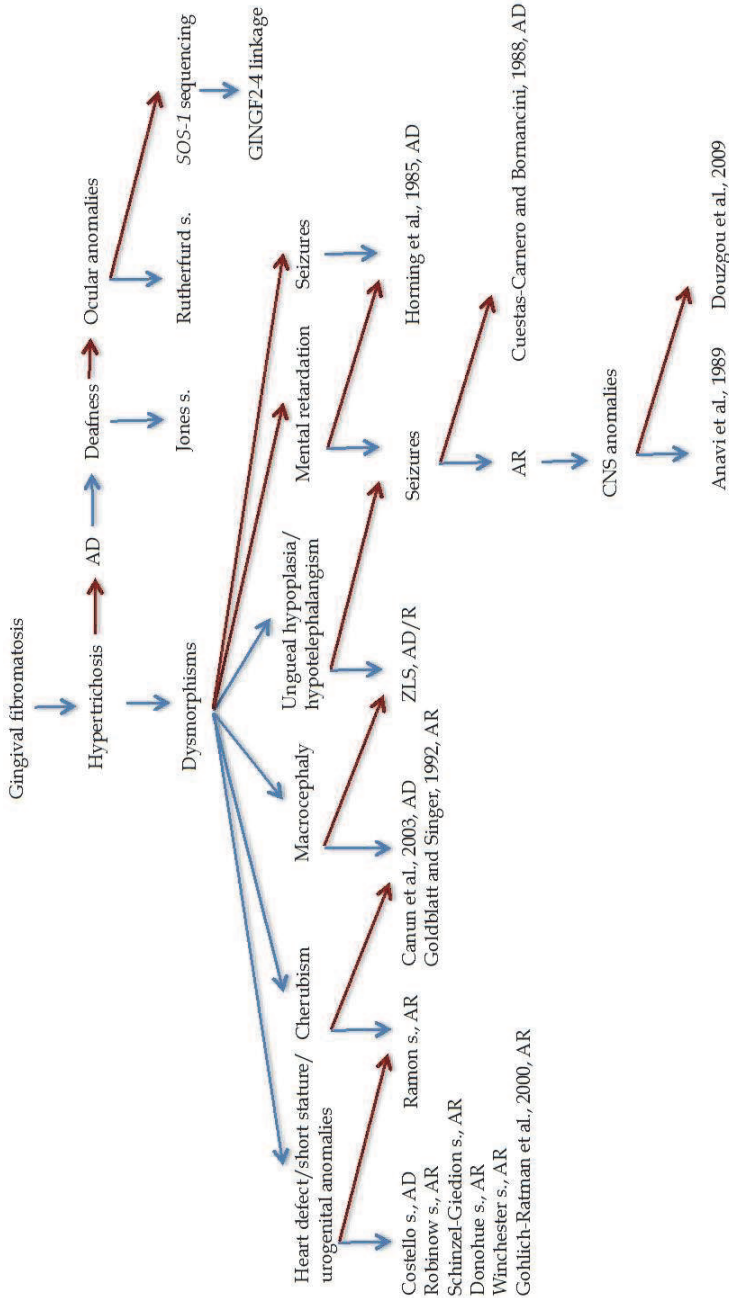 Gingival fibromatosis
Hypertrichosis
AD
Deafness
Ocular anomalies
Jones s.
Rutherfurd s.
SOS-1 sequencing
GINGF2-4 linkage
Dysmorphisms
Heart defect/short stature/
urogenital anomalies
Cherubism
Macrocephaly
Ungueal hypoplasia/
hypotelephalangism
Mental retardation
Seizures
Costello s., AD
Robinow s., AR
Schinzel-Giedion s., AR
Donohue s., AR
Winchester s., AR
Gohlich-Ratman et al., 2000, AR
Ramon s., AR
Canun et al., 2003, AD
Goldblatt and Singer, 1992, AR
ZLS, AD/R
Seizures
Horning et al., 1985, AD
AR
Cuestas-Carnero and Bornancini, 1988, AD
CNS anomalies
Anavi et al., 1989
Douzgou et al., 2009